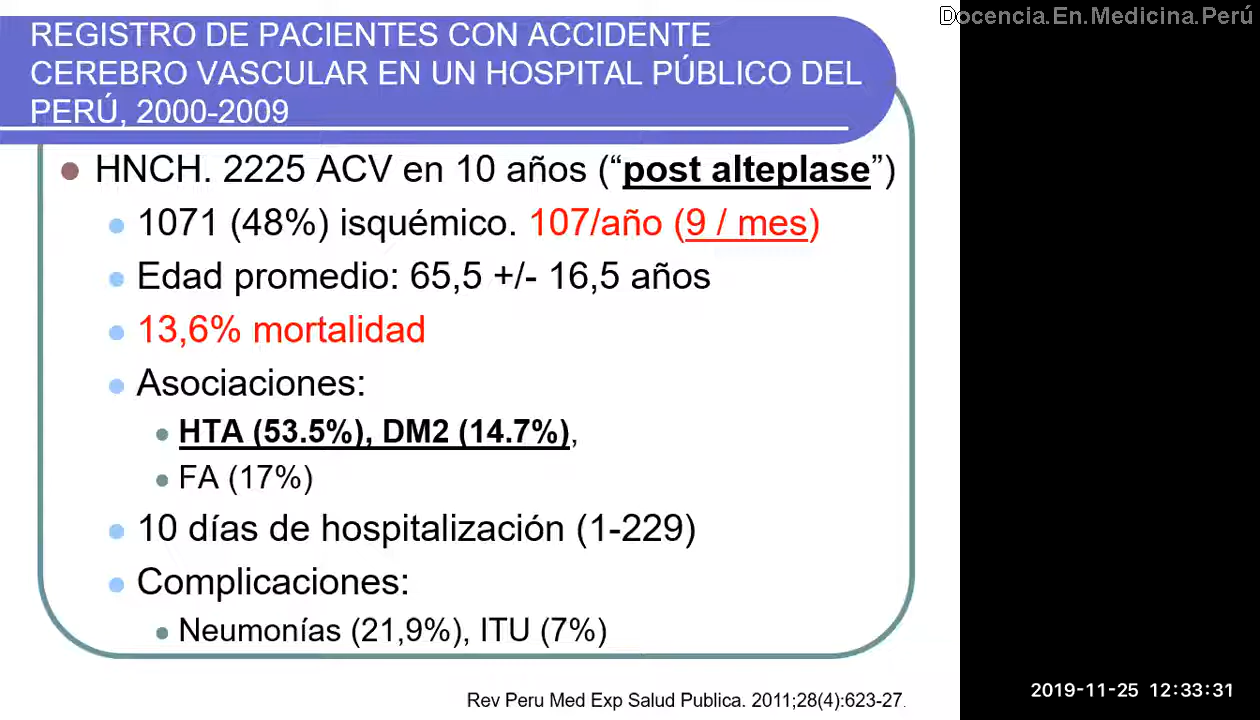 Docencia.En.Medicina.Perú
REGISTRO DE PACIENTES CON ACCIDENTE
CEREBRO VASCULAR EN UN HOSPITAL PÚBLICO DEL
PERÚ, 2000-2009
HNCH. 2225 ACV en 10 años (“post alteplase”)
1071 (48%) isquémico. 107/año (9 / mes)
Edad promedio: 65,5 +/- 16,5 años
13,6% mortalidad
Asociaciones:
HTA (53.5%), DM2 (14.7%),
FA (17%)
10 días de hospitalización (1-229)
Complicaciones:
Neumonías (21,9%), ITU (7%)
Rev Peru Med Exp Salud Publica. 2011;28(4):623-27.
2019-11-25 12:33:31